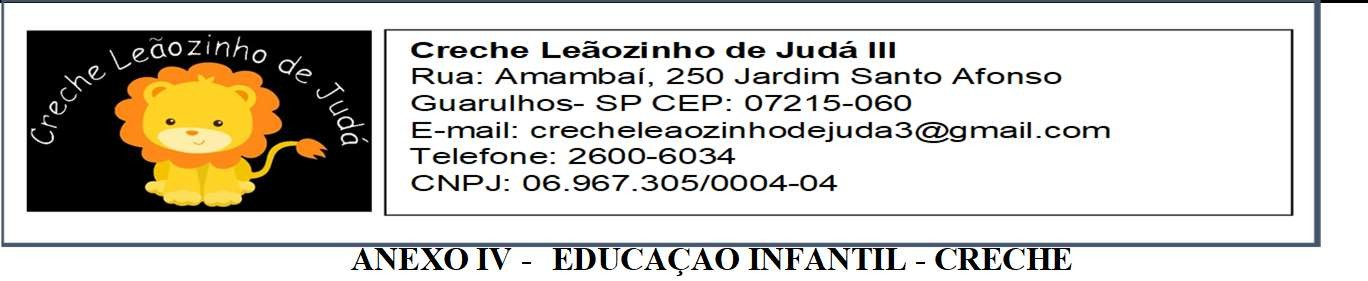 Creche Leãozinho de Judá
Creche Leãozinho de Judá III
Rua: Amambaí, 250 Jardim Santo Afonso
Guarulhos- SP CEP: 07215-060
E-mail: crecheleaozinhodejuda3@gmail.com
Telefone: 2600-6034
CNPJ: 06.967.305/0004-04
ANEXO IV - EDUCAÇAO INFANTIL - CRECHE